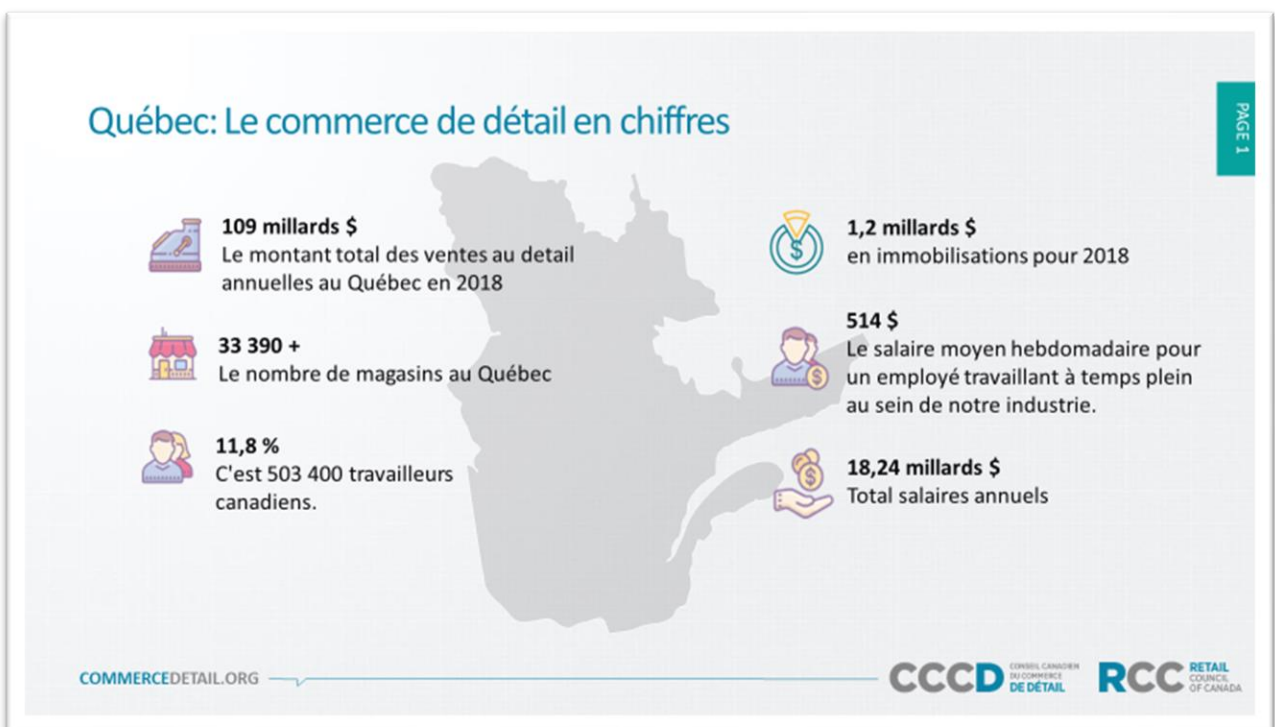 Québec: Le commerce de détail en chiffres
PAGE 1
109 millards $
Le montant total des ventes au detail
annuelles au Québec en 2018
33 390 +
Le nombre de magasins au Québec
11,8 %
C'est 503 400 travailleurs
canadiens.
1,2 millards $
en immobilisations pour 2018
514 $
Le salaire moyen hebdomadaire pour
un employé travaillant à temps plein
au sein de notre industrie.
18,24 millards $
Total salaires annuels
COMMERCEDETAIL.ORG
CCCD
CONSEIL CANADIEN
DU COMMERCE
DE DÉTAIL
RCC
RETAIL
COUNCIL
OF CANADA